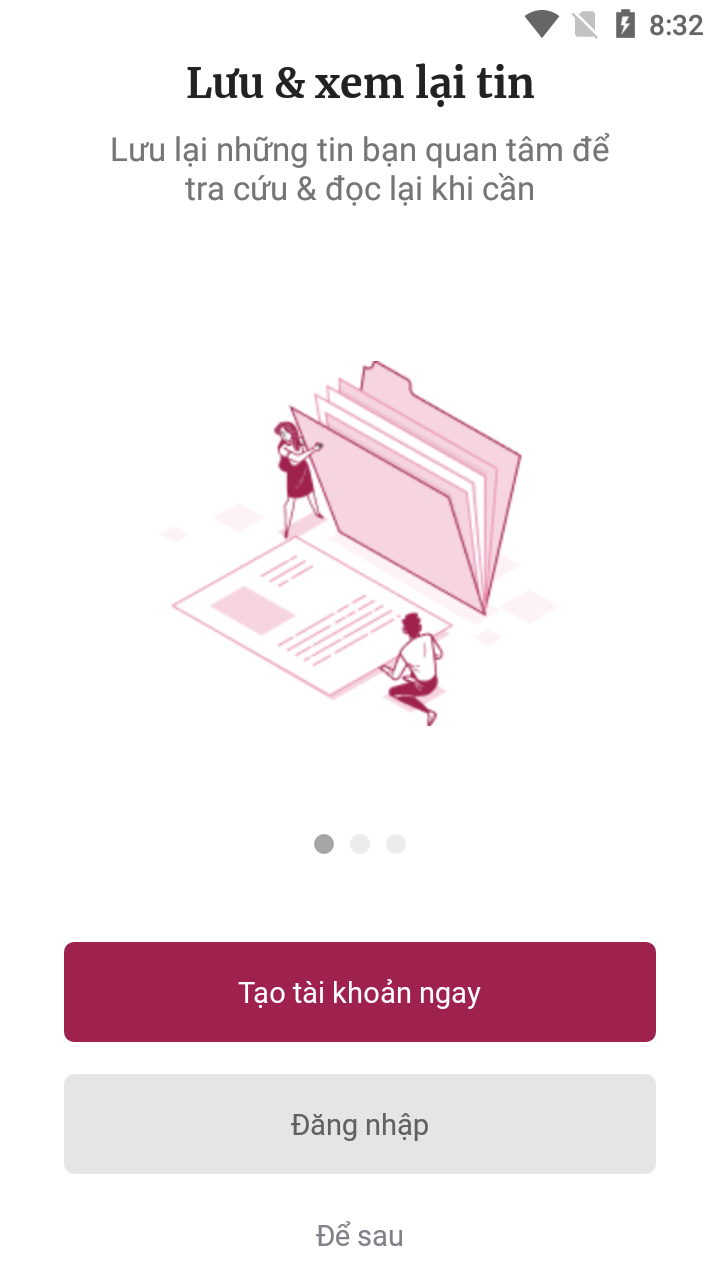 8:32
Lưu & xem lại tin
Lưu lại những tin bạn quan tâm để
tra cứu & đọc lại khi cần
Tạo tài khoản ngay
Đăng nhập
Để sau